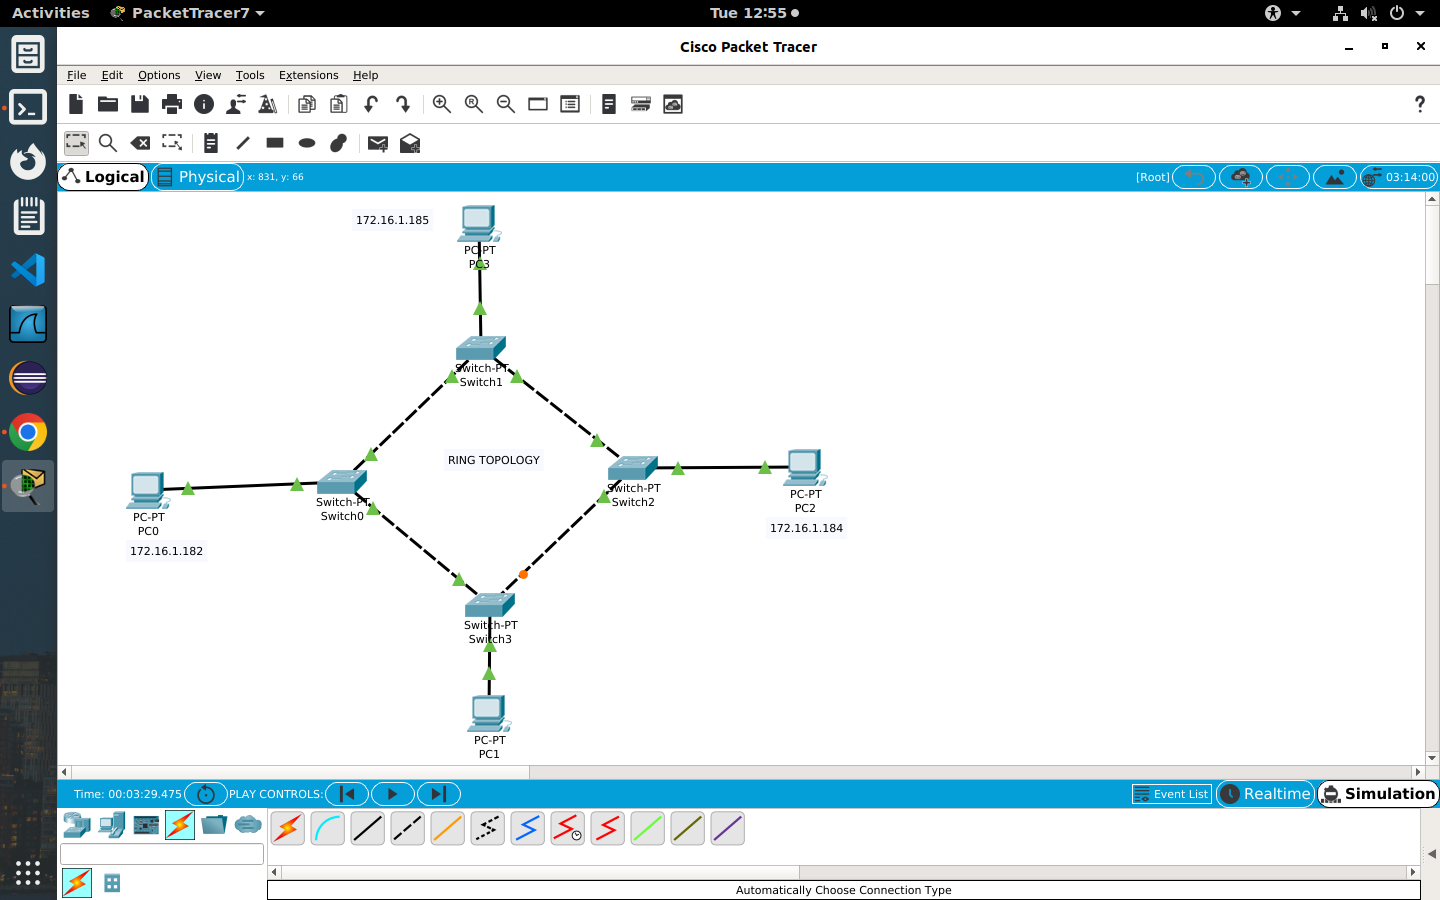 Activities PacketTracer7 Tue 12:55
Cisco Packet Tracer
File Edit Options View Tools Extensions Help
Logical Physical x: 831, y: 66 [Root] 03:14:00
172.16.1.185
PC-PT
PC3
Switch-PT
Switch1
RING TOPOLOGY
Switch-PT
Switch0
Switch-PT
Switch2
PC-PT
PC0
172.16.1.182
PC-PT
PC2
172.16.1.184
Switch-PT
Switch3
PC-PT
PC1
Time: 00:03:29.475 PLAY CONTROLS: Event List Realtime Simulation
Automatically Choose Connection Type